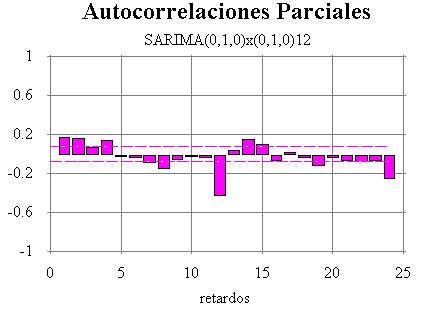 Autocorrelaciones Parciales
SARIMA(0,1,0)x(0,1,0)12
1
0.6
0.2
-0.2
-0.6
-1
0 5 10 15 20 25
retardos